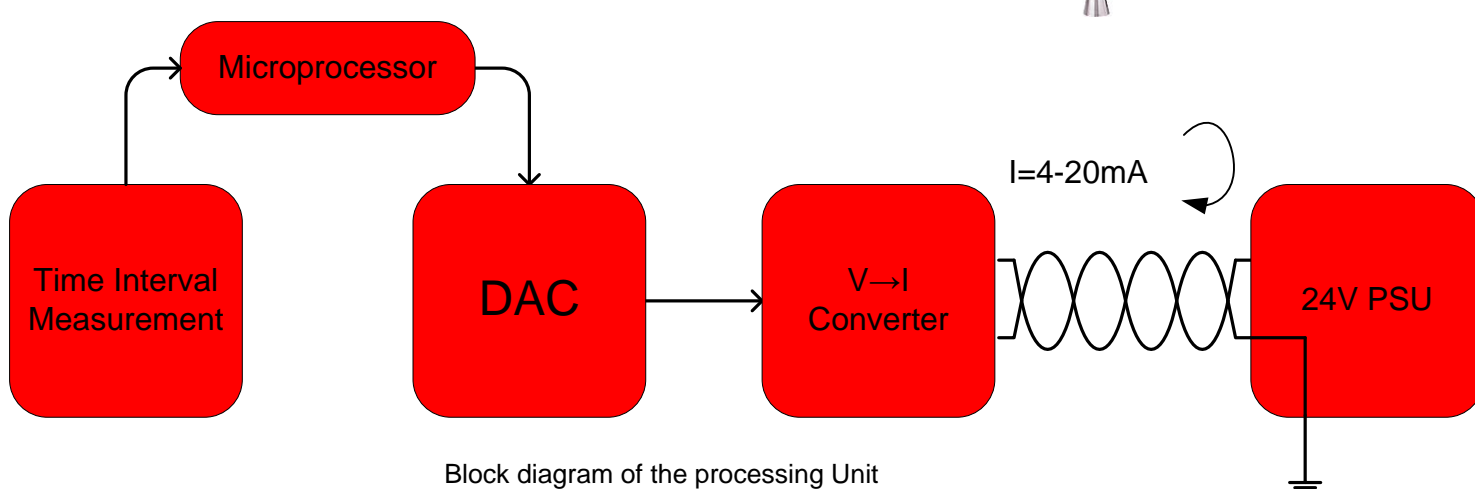 Microprocessor
I=4-20mA
Time Interval
Measurement
DAC
V→I
Converter
24V PSU
Block diagram of the processing Unit